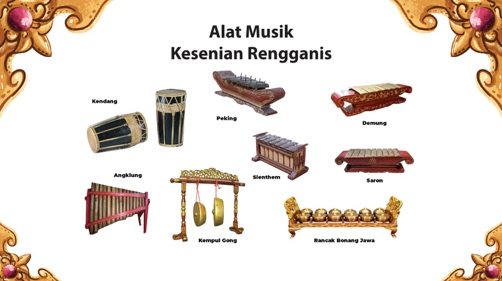 Alat Musik
Kesenian Rengganis
Kendang
Peking
Demung
Slenthem
Angklung
Saron
Kempul Gong
Rancak Bonang Jawa